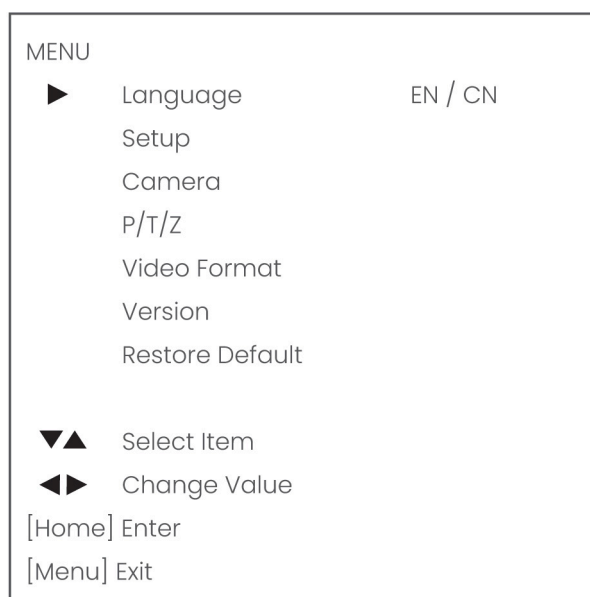 MENU
▶ Language EN / CN
Setup
Camera
P/T/Z
Video Format
Version
Restore Default
▼▲ Select Item
◀▶ Change Value
[Home] Enter
[Menu] Exit